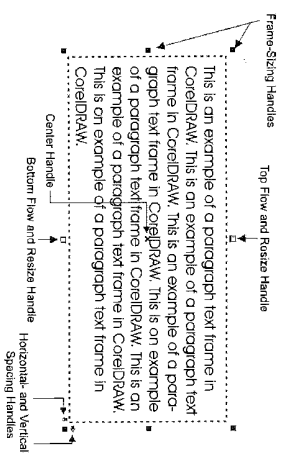 Frame-Sizing Handles
Top Flow and Resize Handle
This is an example of a paragraph text frame in
CorelDRAW. This is an example of a paragraph text
frame in CorelDRAW. This is an example of a para-
graph text frame in CorelDRAW. This is an example
of a paragraph text frame in CorelDRAW. This is an
example of a paragraph text frame in CorelDRAW.
This is an example of a paragraph text frame in
CorelDRAW.
Center Handle
Bottom Flow and Resize Handle
Horizontal- and Vertical
Spacing Handles